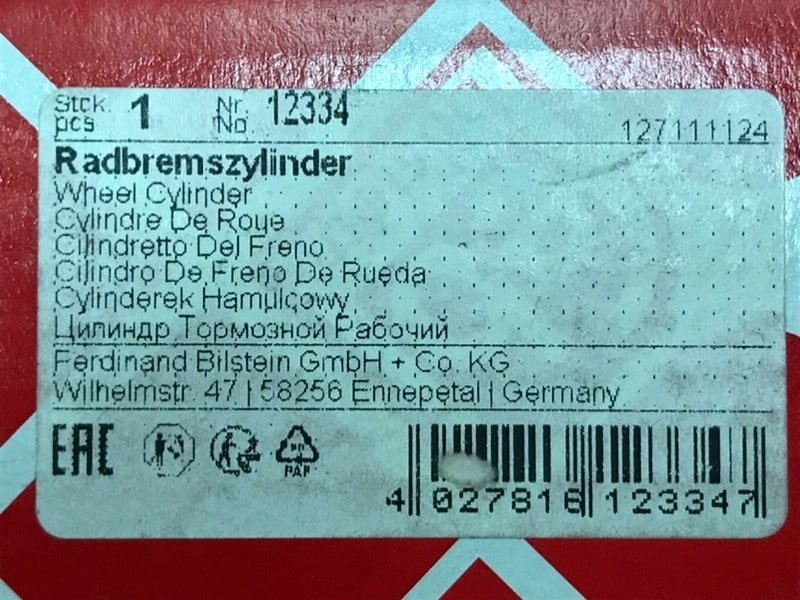 Stck. 1 Nr. 12334
pcs No.
127111124
Radbremszylinder
Wheel Cylinder
Cylindre De Roue
Cilindretto Del Freno
Cilindro De Freno De Rueda
Cylinderek Hamulcowy
Цилиндр Тормозной Рабочий
Ferdinand Bilstein GmbH + Co. KG
Wilhelmstr. 47 | 58256 Ennepetal | Germany
EAC
PAP
4 027816 123347